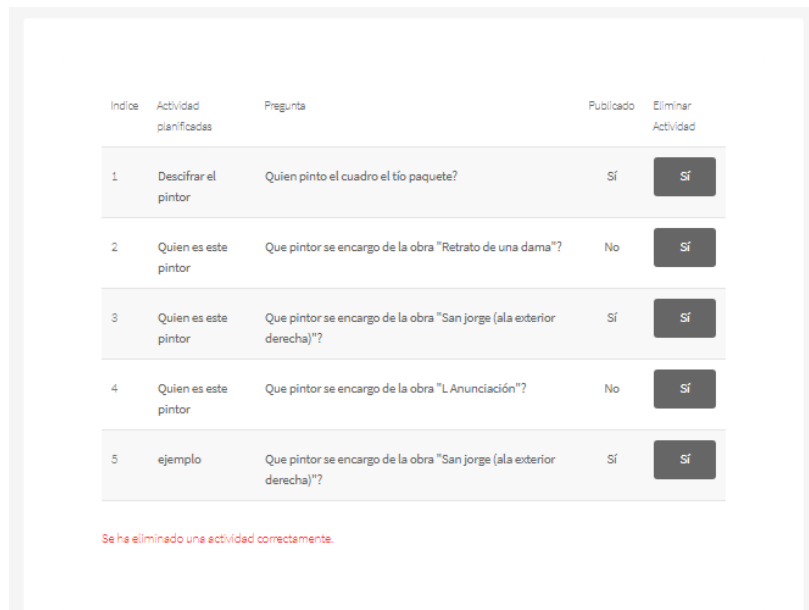 Indice Actividad planificadas Pregunta Publicado Eliminar Actividad
1 Descifrar el pintor Quien pinto el cuadro el tío paquete? Sí Sí
2 Quien es este pintor Que pintor se encargo de la obra "Retrato de una dama"? No Sí
3 Quien es este pintor Que pintor se encargo de la obra "San jorge (ala exterior derecha)"? Sí Sí
4 Quien es este pintor Que pintor se encargo de la obra "L Anunciación"? No Sí
5 ejemplo Que pintor se encargo de la obra "San jorge (ala exterior derecha)"? Sí Sí
Se ha eliminado una actividad correctamente.